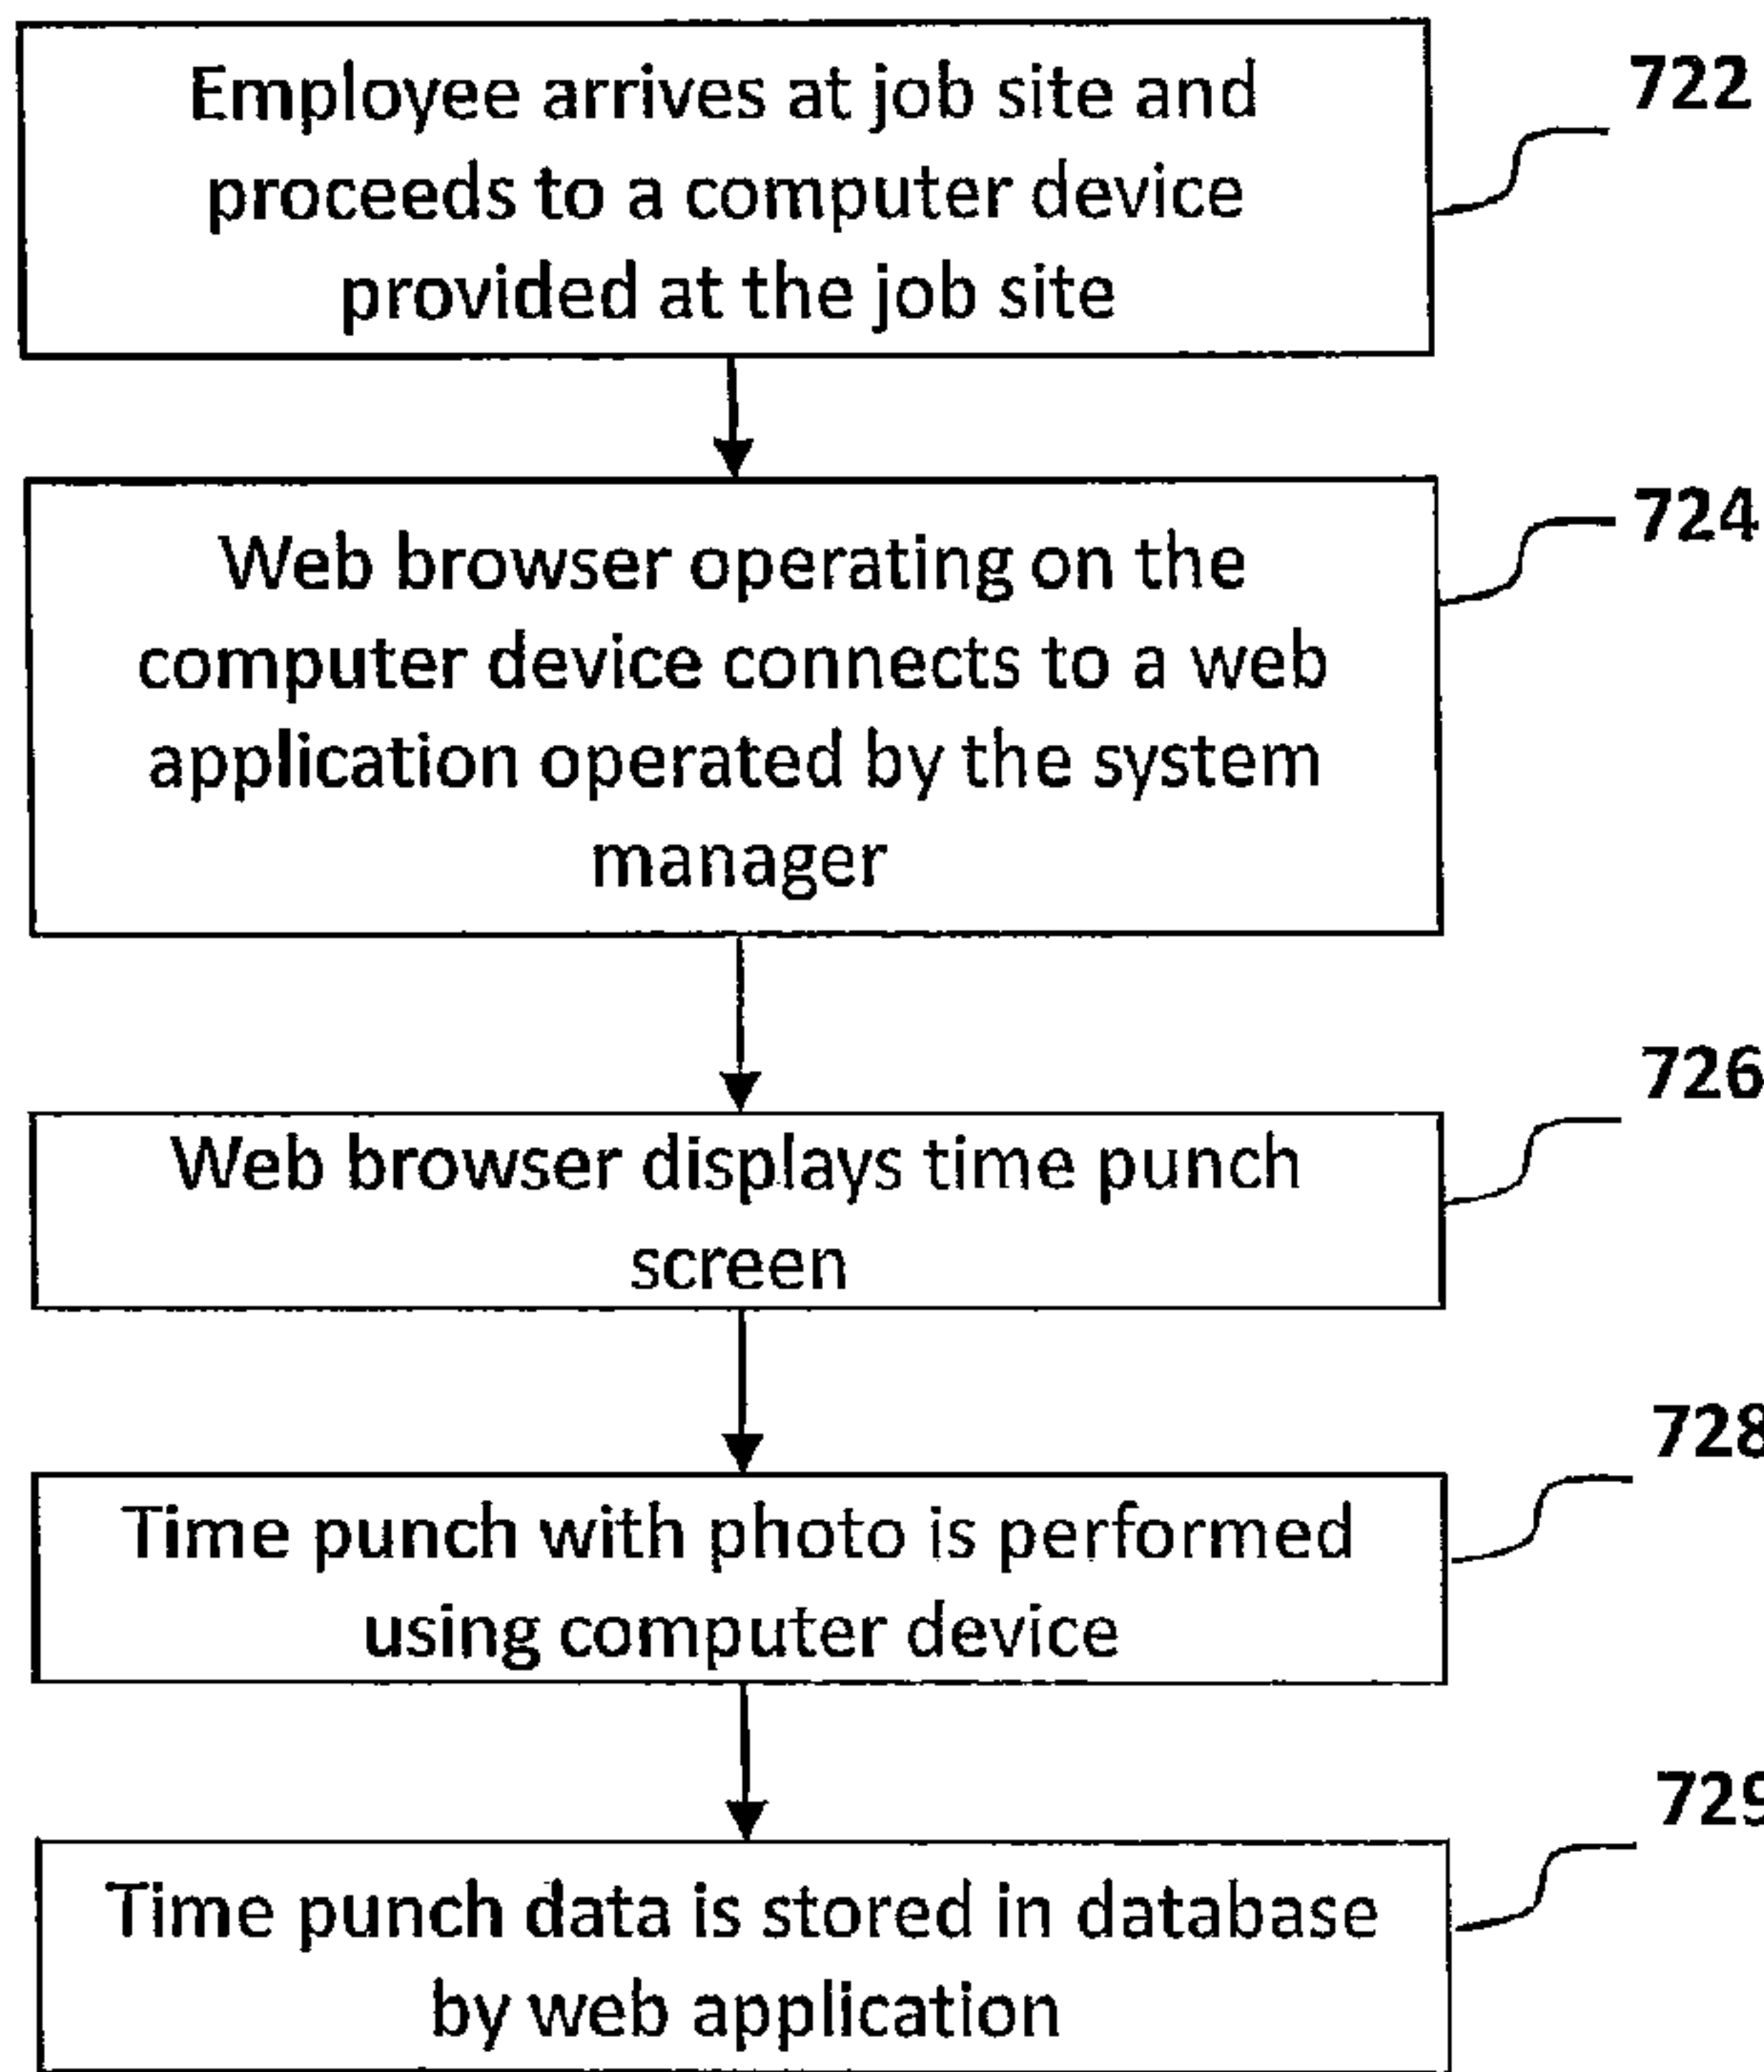 Employee arrives at job site and
proceeds to a computer device
provided at the job site
722
Web browser operating on the
computer device connects to a web
application operated by the system
manager
724
Web browser displays time punch
screen
726
Time punch with photo is performed
using computer device
728
Time punch data is stored in database
by web application
729